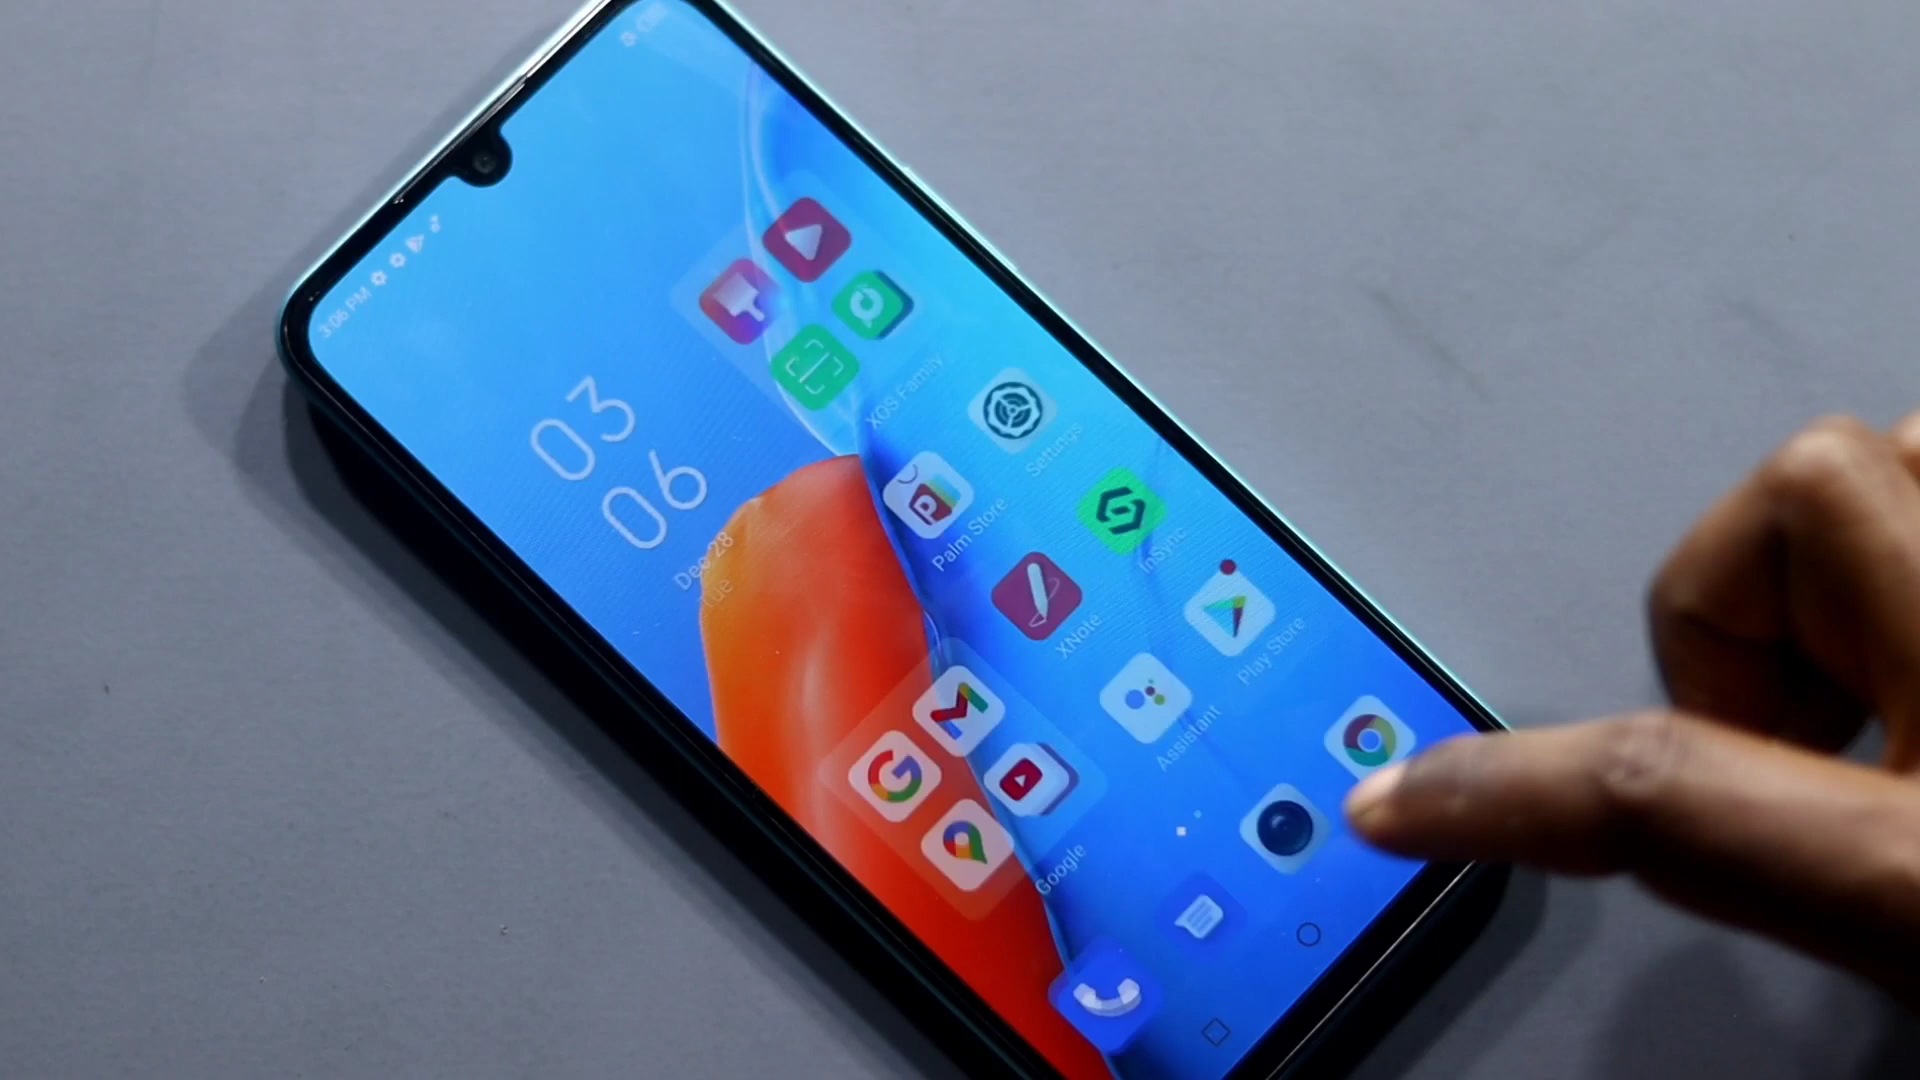 3:06 PM
03
06
Dec 28
Tue
XOS Family
Settings
Palm Store
InSync
XNote
Play Store
Assistant
Google